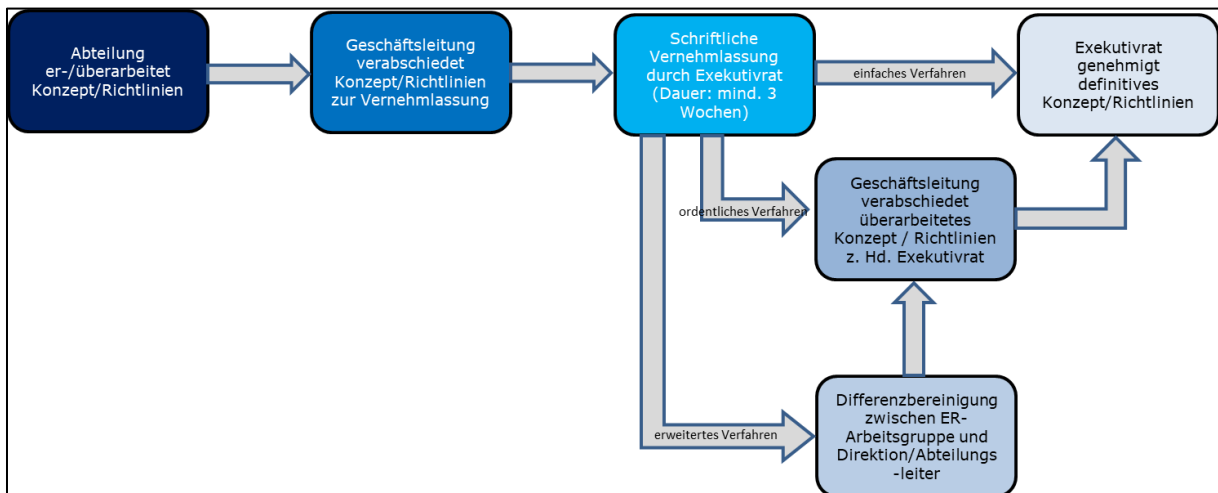 Abteilung
er-/überarbeitet
Konzept/Richtlinien
Geschäftsleitung
verabschiedet
Konzept/Richtlinien
zur Vernehmlassung
Schriftliche
Vernehmlassung
durch Exekutivrat
(Dauer: mind. 3
Wochen)
einfaches Verfahren
Exekutivrat
genehmigt
definitives
Konzept/Richtlinien
ordentliches Verfahren
Geschäftsleitung
verabschiedet
überarbeitetes
Konzept / Richtlinien
z. Hd. Exekutivrat
erweitertes Verfahren
Differenzbereinigung
zwischen ER-
Arbeitsgruppe und
Direktion/Abteilungs
-leiter